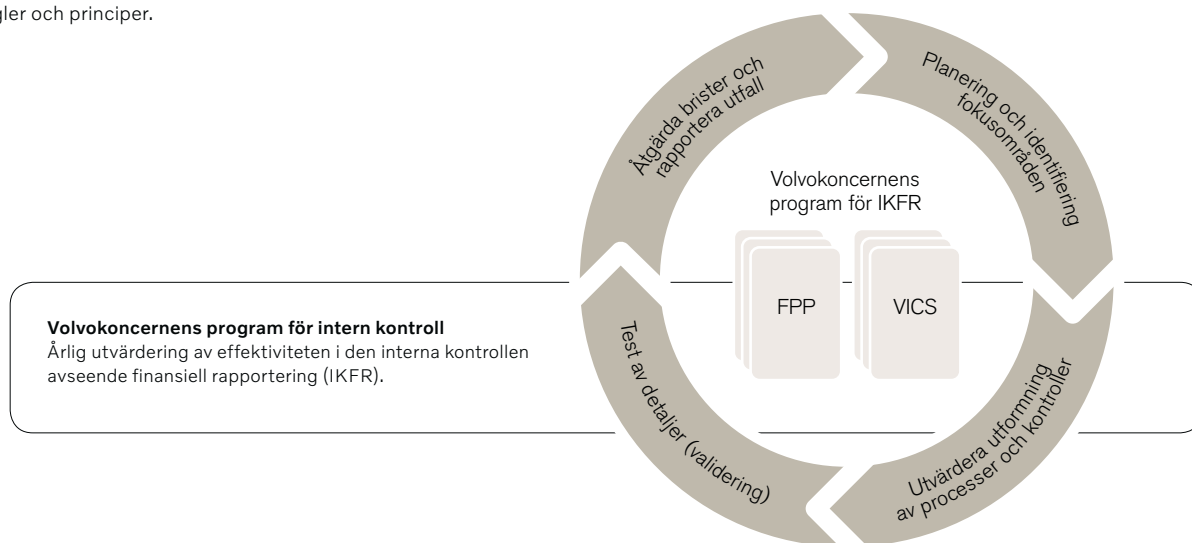 gler och principer.
Åtgärda brister och
rapportera utfall
Planering och identifiering
fokusområden
Volvokoncernens
program för IKFR
FPP
VICS
Volvokoncernens program för intern kontroll
Årlig utvärdering av effektiviteten i den interna kontrollen
avseende finansiell rapportering (IKFR).
Test av detaljer (validering)
Utvärdera utformning
av processer och kontroller